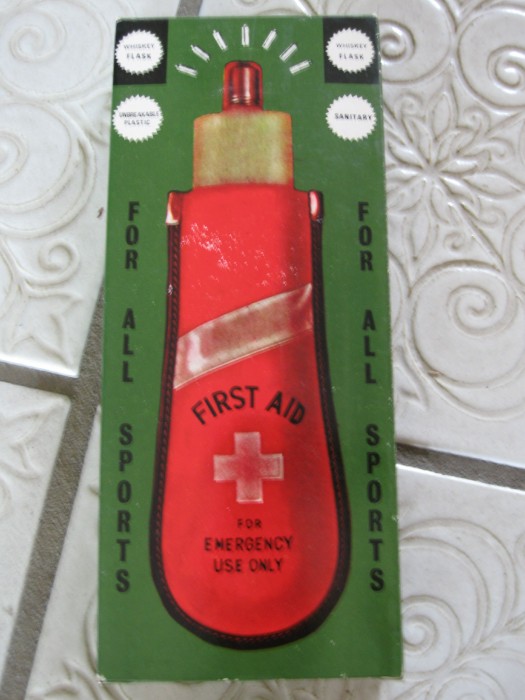 WHISKEY
FLASK
WHISKEY
FLASK
UNBREAKABLE
PLASTIC
SANITARY
FOR
ALL
SPORTS
FOR
ALL
SPORTS
FIRST AID
FOR
EMERGENCY
USE ONLY